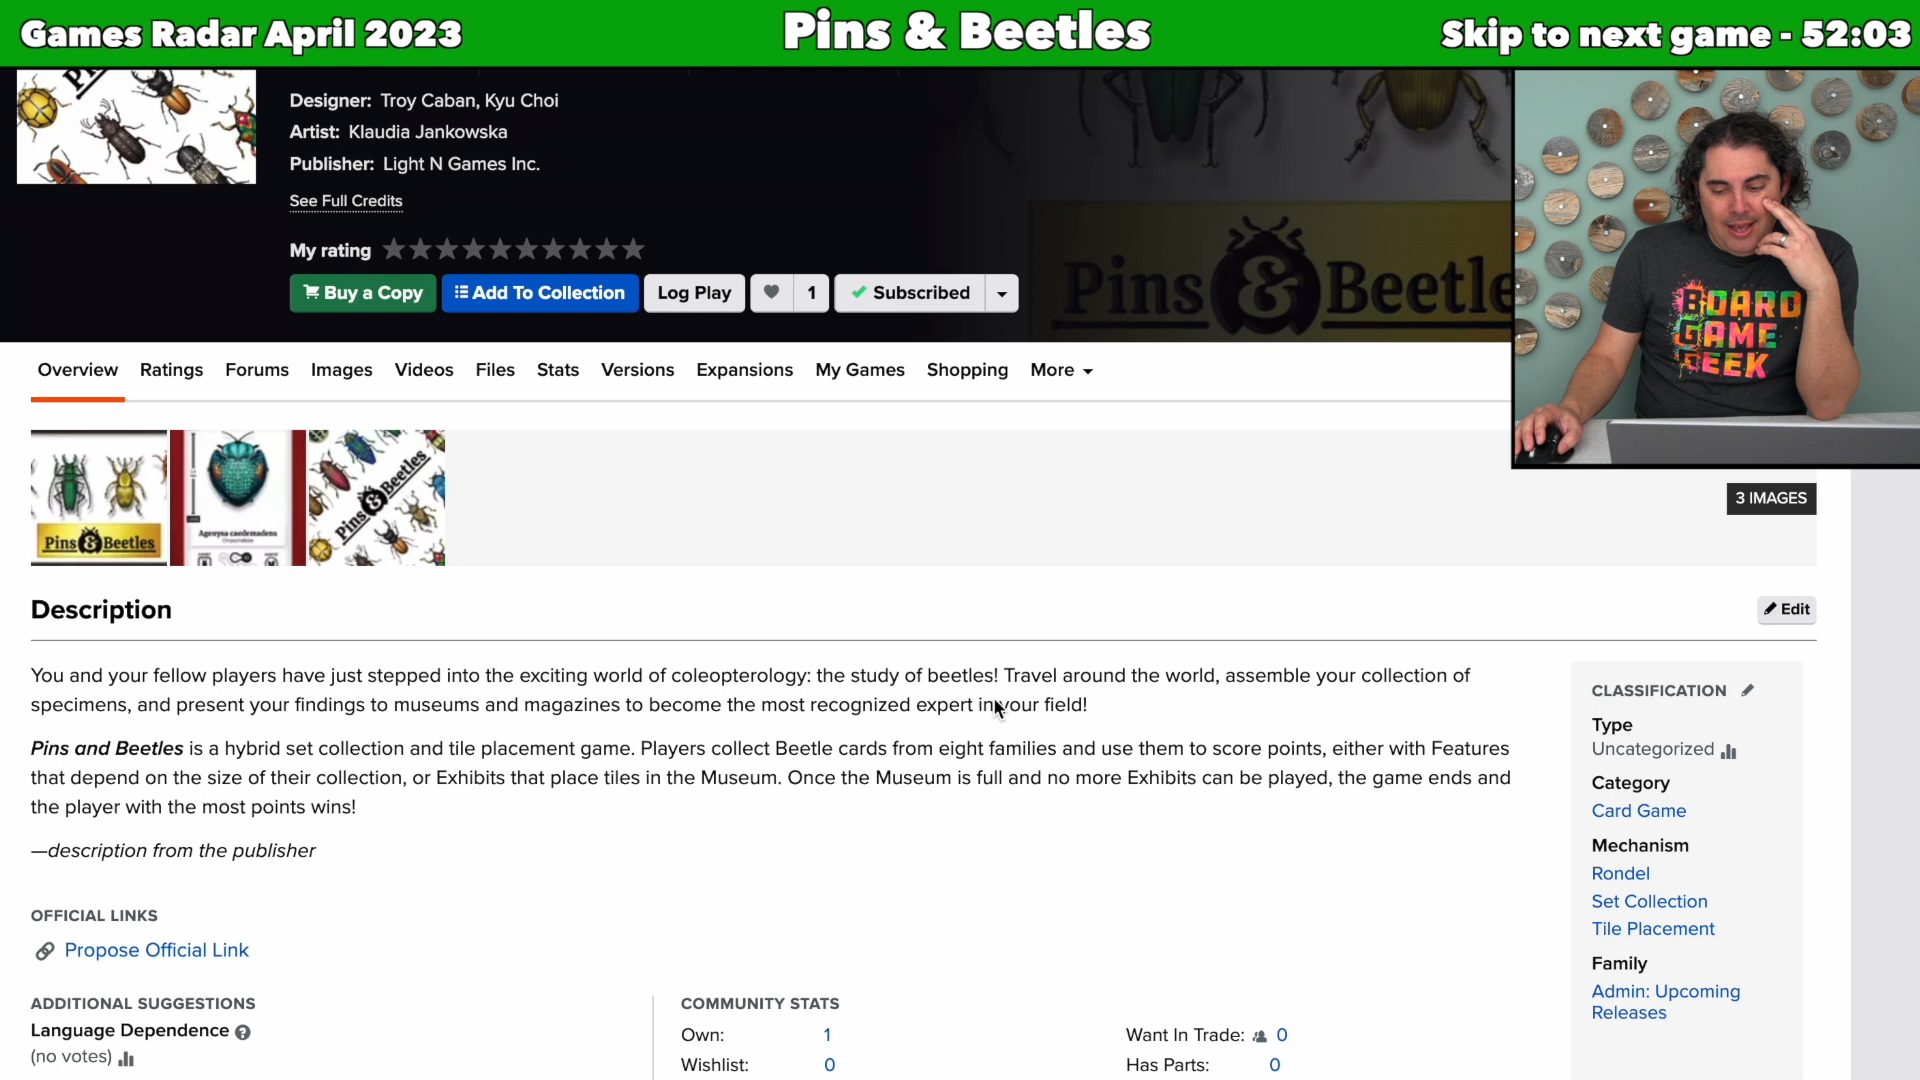 Games Radar April 2023
Pins & Beetles
Skip to next game - 52:03
Designer: Troy Caban, Kyu Choi
Artist: Klaudia Jankowska
Publisher: Light N Games Inc.
See Full Credits
My rating
Buy a Copy
Add To Collection
Log Play
1
Subscribed
Pins & Beetle
BOARD
GAME
GEEK
Overview
Ratings
Forums
Images
Videos
Files
Stats
Versions
Expansions
My Games
Shopping
More
Pins & Beetles
Pins & Beetles
3 IMAGES
Description
Edit
You and your fellow players have just stepped into the exciting world of coleopterology: the study of beetles! Travel around the world, assemble your collection of
specimens, and present your findings to museums and magazines to become the most recognized expert in your field!
Pins and Beetles is a hybrid set collection and tile placement game. Players collect Beetle cards from eight families and use them to score points, either with Features
that depend on the size of their collection, or Exhibits that place tiles in the Museum. Once the Museum is full and no more Exhibits can be played, the game ends and
the player with the most points wins!
—description from the publisher
OFFICIAL LINKS
Propose Official Link
ADDITIONAL SUGGESTIONS
Language Dependence
(no votes)
COMMUNITY STATS
Own: 1
Wishlist: 0
Want In Trade: 0
Has Parts: 0
CLASSIFICATION
Type
Uncategorized
Category
Card Game
Mechanism
Rondel
Set Collection
Tile Placement
Family
Admin: Upcoming
Releases